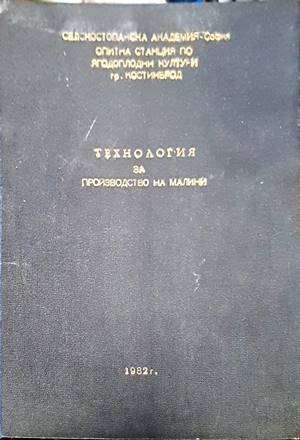 СЕЛСКОСТОПАНСКА АКАДЕМИЯ-София
ОПИТНА СТАНЦИЯ ПО
ЯГОДОПЛОДНИ КУЛТУРИ
гр. КОСТИНБРОД
ТЕХНОЛОГИЯ
ЗА
ПРОИЗВОДСТВО НА МАЛИНИ
1982г.